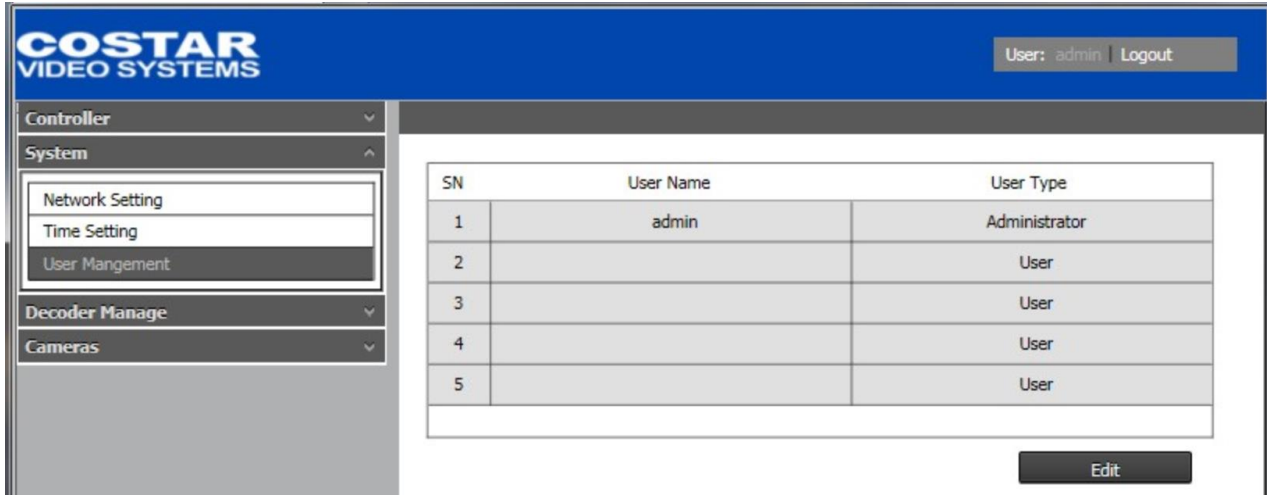 COSTAR
VIDEO SYSTEMS
User: admin | Logout
Controller
System
Network Setting
Time Setting
User Mangement
Decoder Manage
Cameras
SN User Name User Type
1 admin Administrator
2 User
3 User
4 User
5 User
Edit